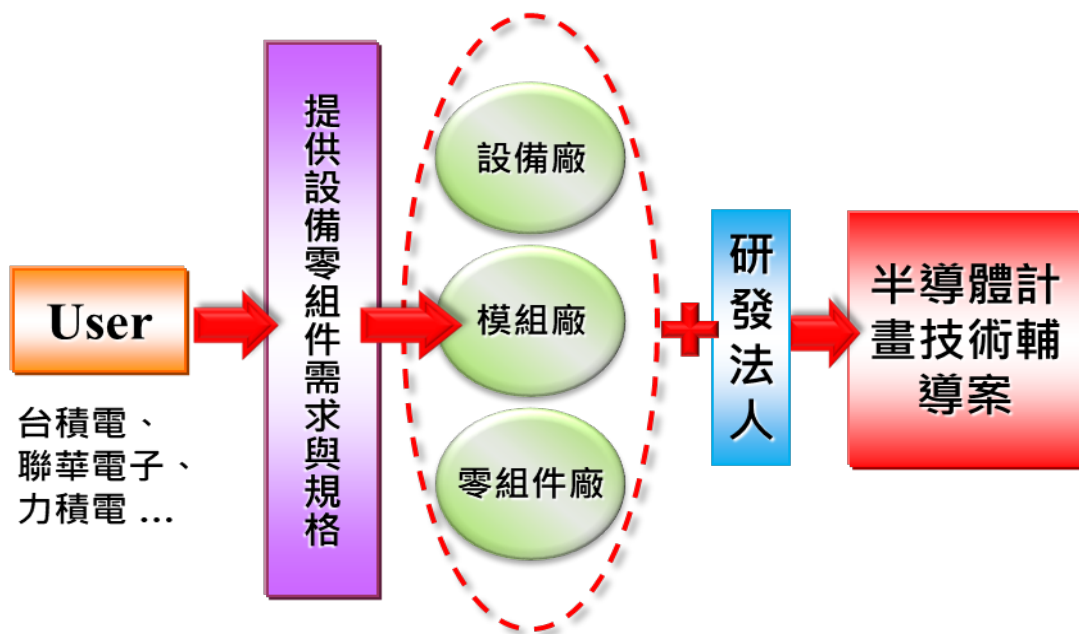 User
台積電、
聯華電子、
力積電 ...
提供設備零組件需求與規格
設備廠
模組廠
零組件廠
研發法人
半導體計
畫技術輔
導案